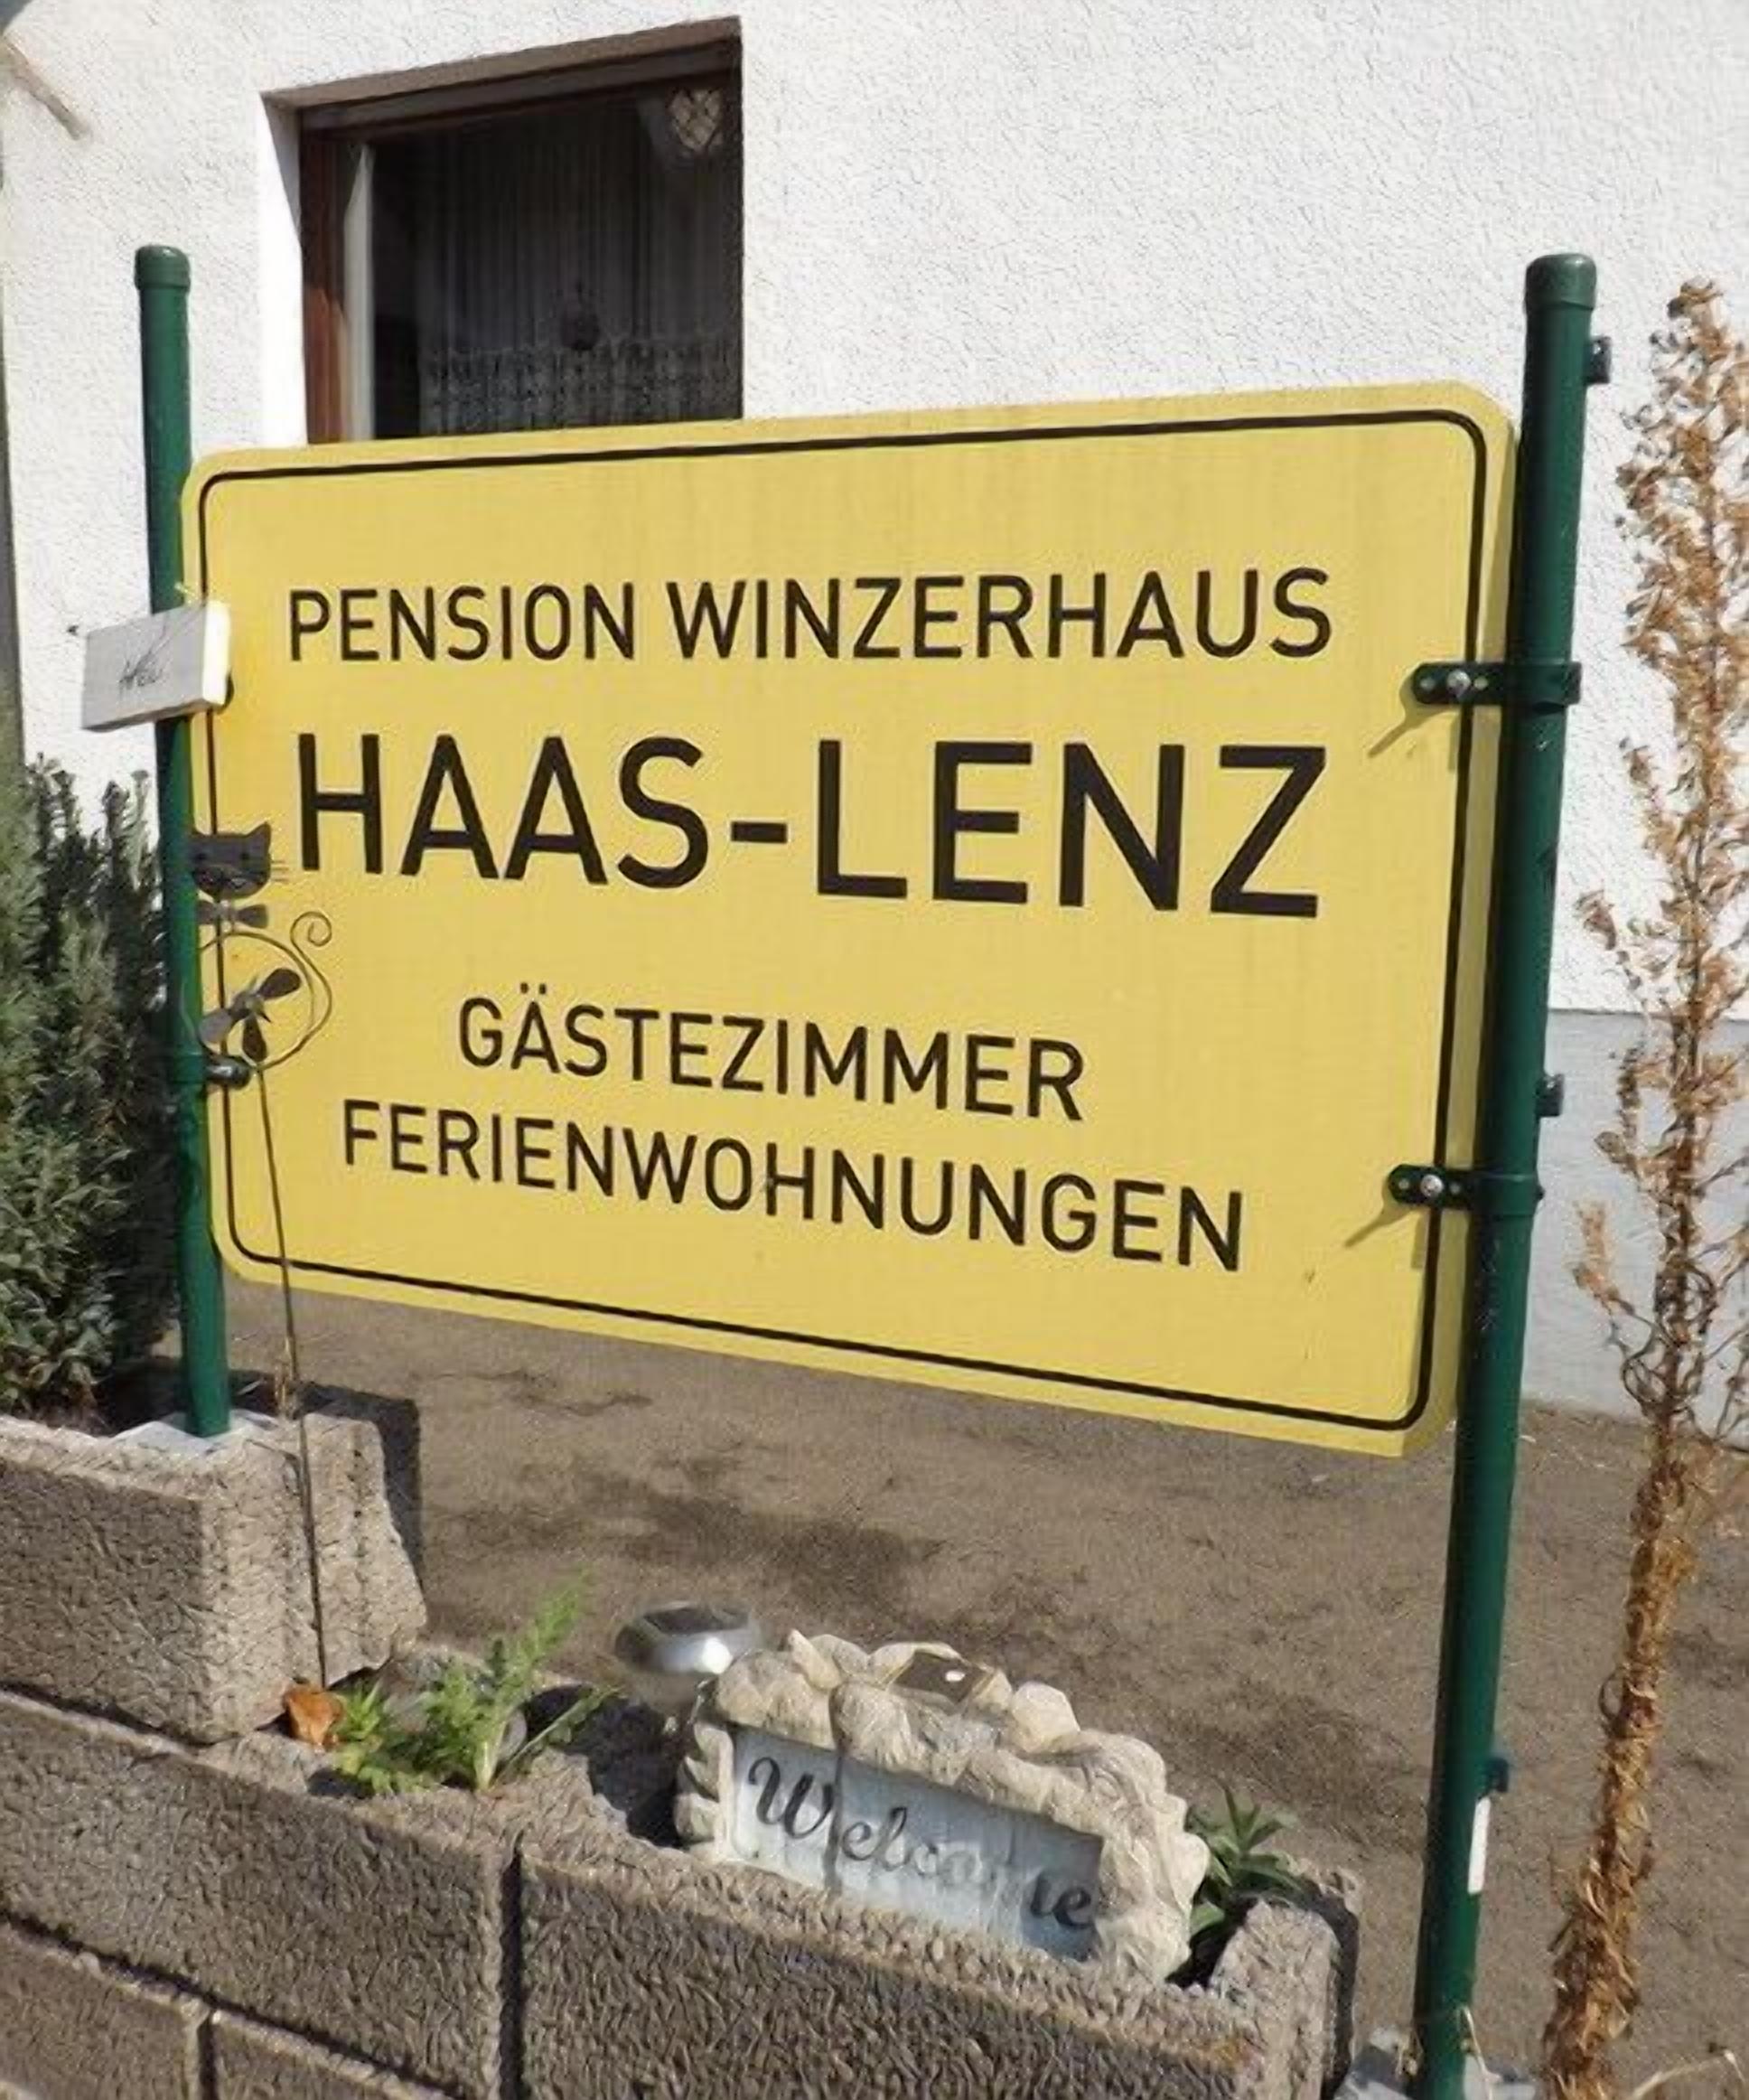 PENSION WINZERHAUS
HAAS-LENZ
GÄSTEZIMMER
FERIENWOHNUNGEN
Welcome